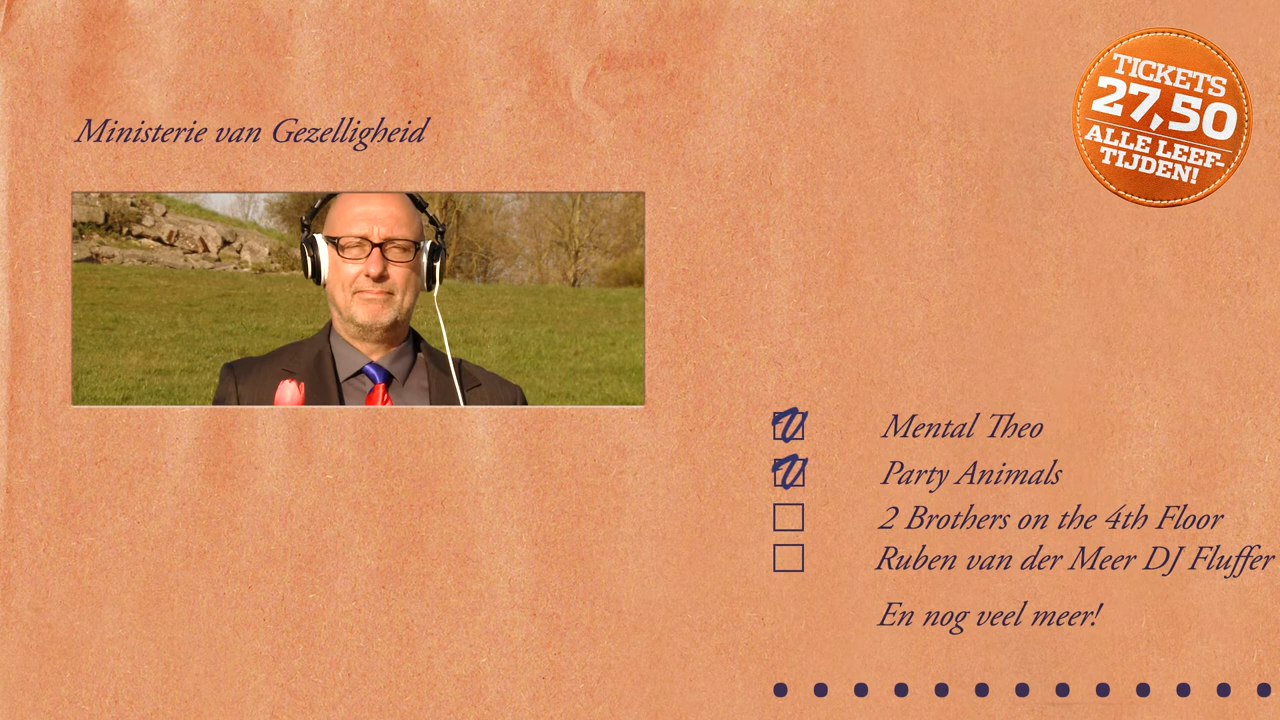 Ministerie van Gezelligheid
TICKETS
27,50
ALLE LEEF-
TIJDEN!
Mental Theo
Party Animals
2 Brothers on the 4th Floor
Ruben van der Meer DJ Fluffer
En nog veel meer!